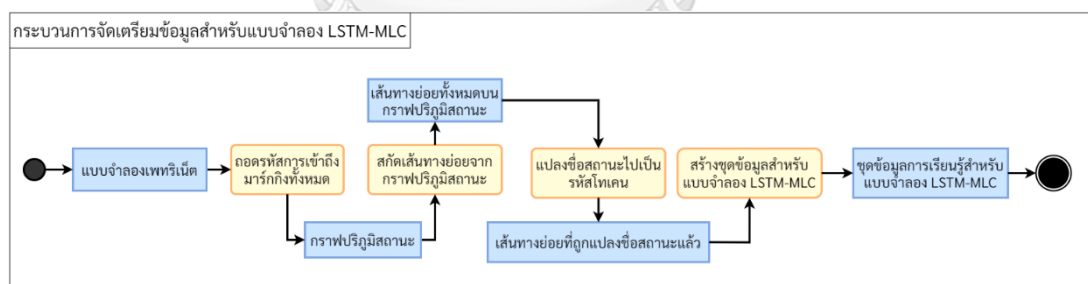 กระบวนการจัดเตรียมข้อมูลสำหรับแบบจำลอง LSTM-MLC
แบบจำลองเพทริเน็ต
ถอดรหัสการเข้าถึง
มาร์กกิงทั้งหมด
กราฟปริภูมิสถานะ
สกัดเส้นทางย่อยจาก
กราฟปริภูมิสถานะ
เส้นทางย่อยทั้งหมดบน
กราฟปริภูมิสถานะ
แปลงชื่อสถานะไปเป็น
รหัสโทเคน
เส้นทางย่อยที่ถูกแปลงชื่อสถานะแล้ว
สร้างชุดข้อมูลสำหรับ
แบบจำลอง LSTM-MLC
ชุดข้อมูลการเรียนรู้สำหรับ
แบบจำลอง LSTM-MLC